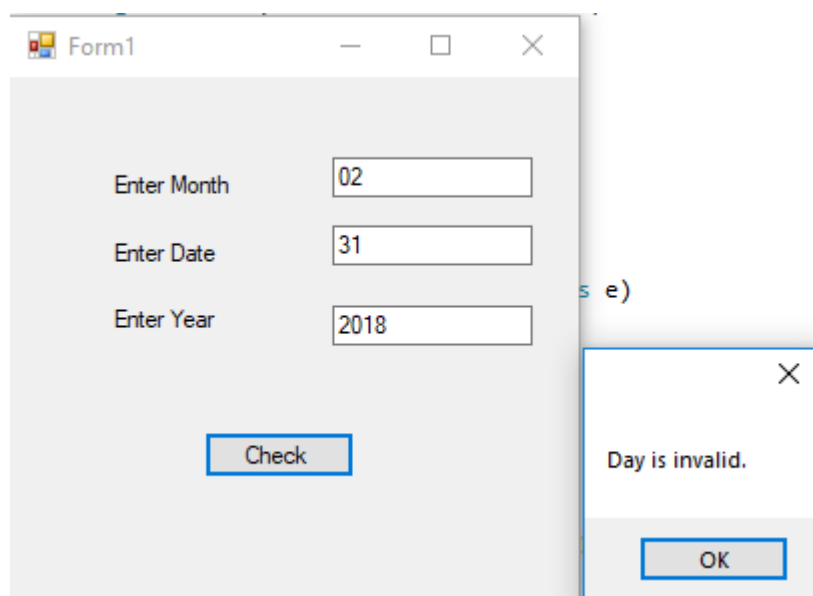 Form1
Enter Month 02
Enter Date 31
Enter Year 2018
Check
s e)
Day is invalid.
OK